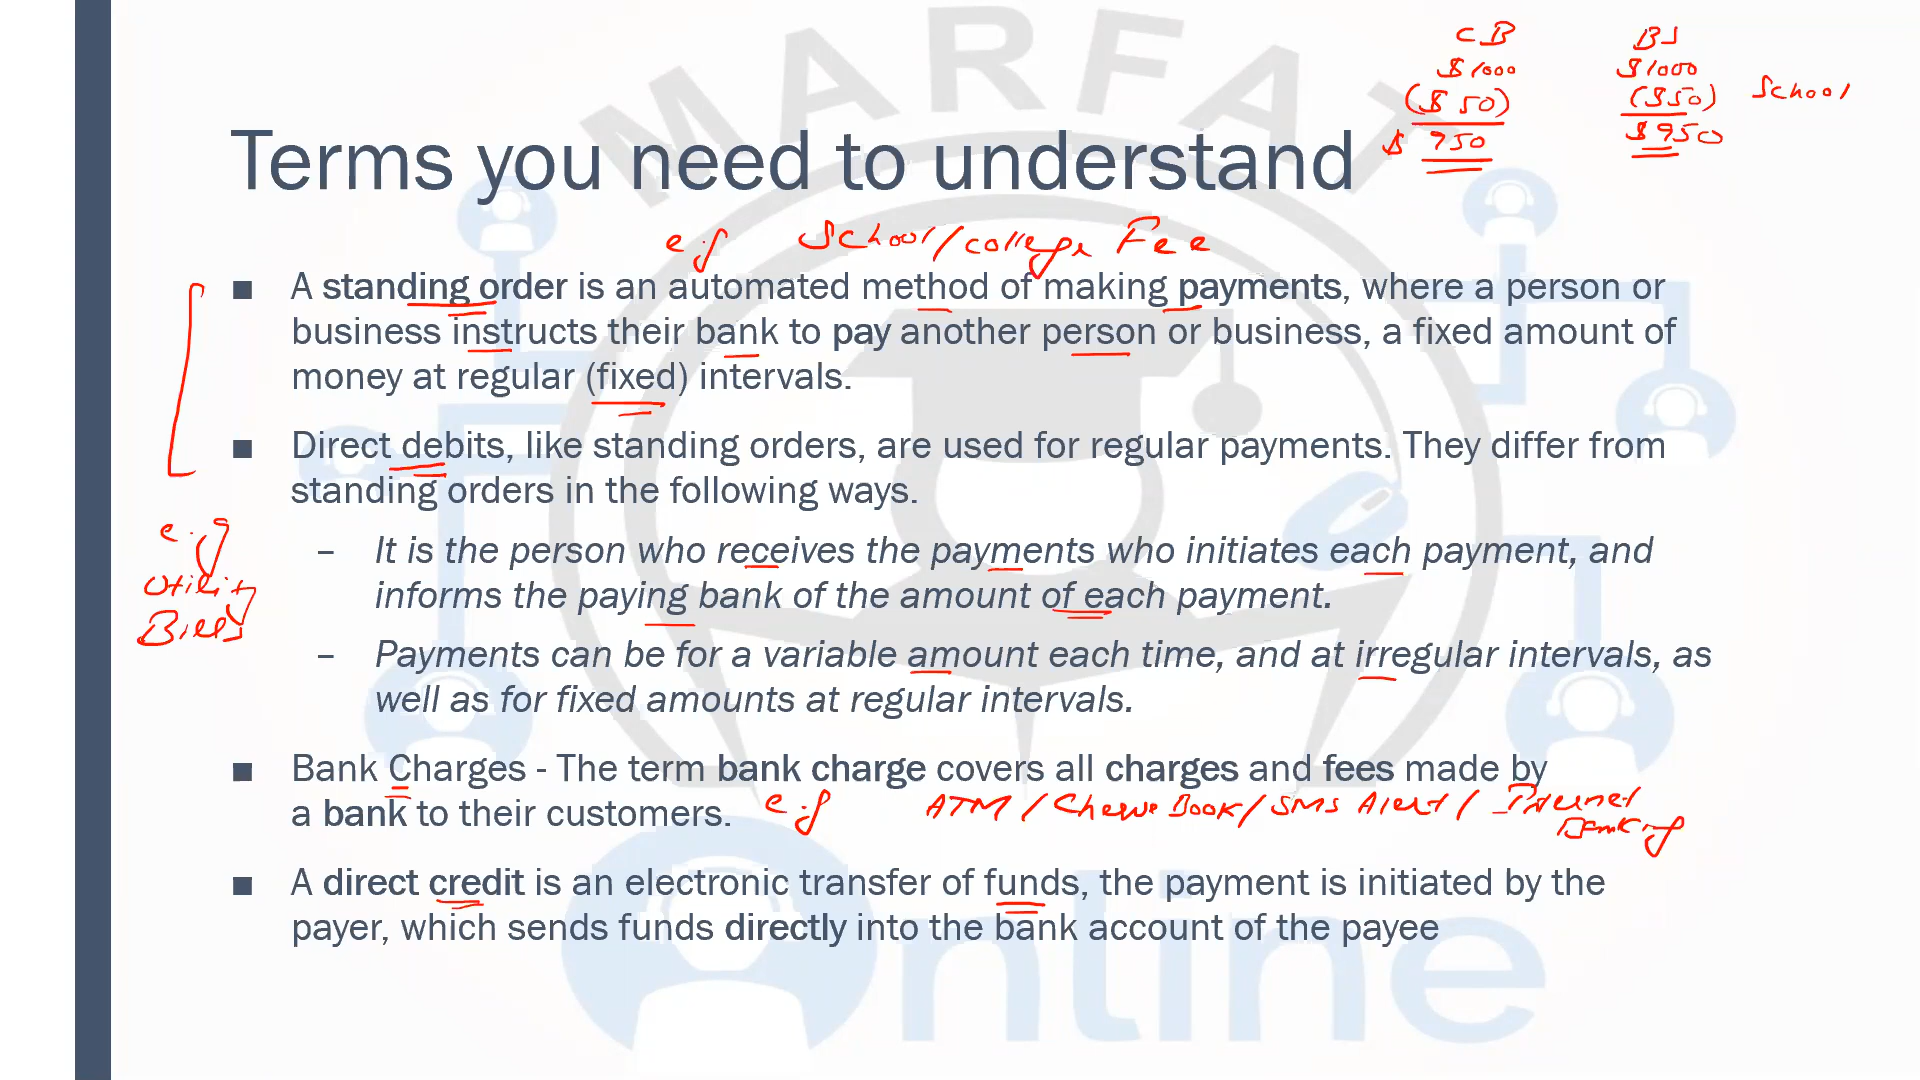 CB BS
$1000 $1000
($50) ($50) School
$ 950 $950
MARFAT
Terms you need to understand
e.g School/college Fee
■ A standing order is an automated method of making payments, where a person or
business instructs their bank to pay another person or business, a fixed amount of
money at regular (fixed) intervals.
■ Direct debits, like standing orders, are used for regular payments. They differ from
standing orders in the following ways.
e.g
Utility
Bills
– It is the person who receives the payments who initiates each payment, and
informs the paying bank of the amount of each payment.
– Payments can be for a variable amount each time, and at irregular intervals, as
well as for fixed amounts at regular intervals.
■ Bank Charges - The term bank charge covers all charges and fees made by
a bank to their customers. e.g ATM / Cheque Book / SMS Alert / Internet
Banking
■ A direct credit is an electronic transfer of funds, the payment is initiated by the
payer, which sends funds directly into the bank account of the payee
Online